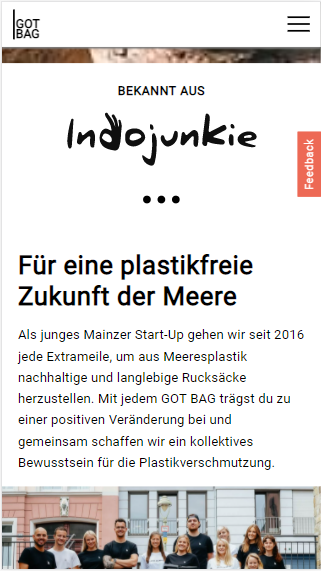 GOT
BAG
BEKANNT AUS
Indojunkie
Feedback
Für eine plastikfreie
Zukunft der Meere
Als junges Mainzer Start-Up gehen wir seit 2016
jede Extrameile, um aus Meeresplastik
nachhaltige und langlebige Rucksäcke
herzustellen. Mit jedem GOT BAG trägst du zu
einer positiven Veränderung bei und
gemeinsam schaffen wir ein kollektives
Bewusstsein für die Plastikverschmutzung.